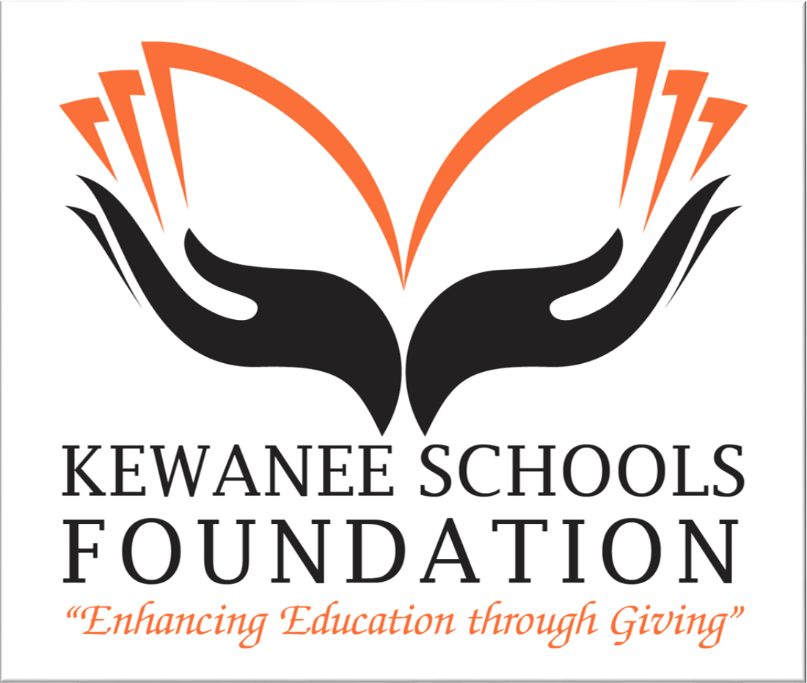 KEWANEE SCHOOLS
FOUNDATION
“Enhancing Education through Giving”